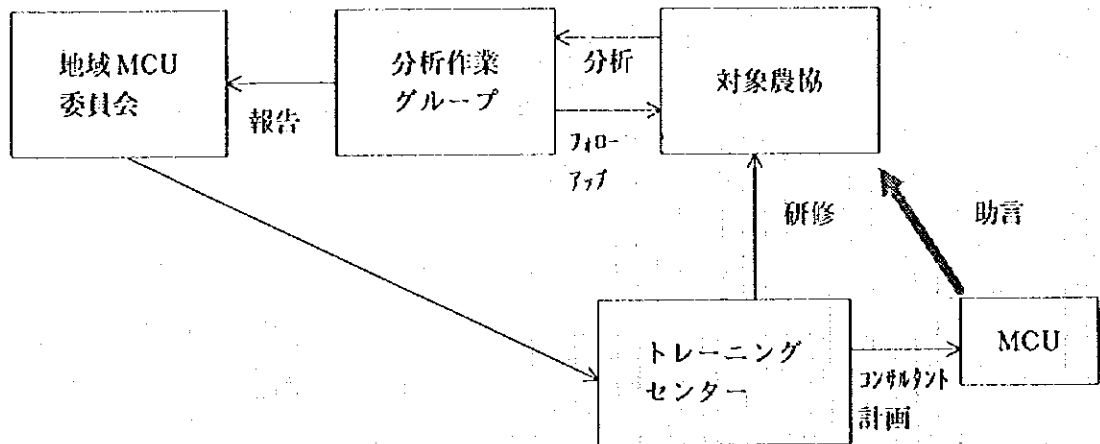 地域MCU
委員会
報告
分析作業
グループ
分析
フォロー
アップ
対象農協
研修
助言
トレーニング
センター
コンサルタント
計画
MCU